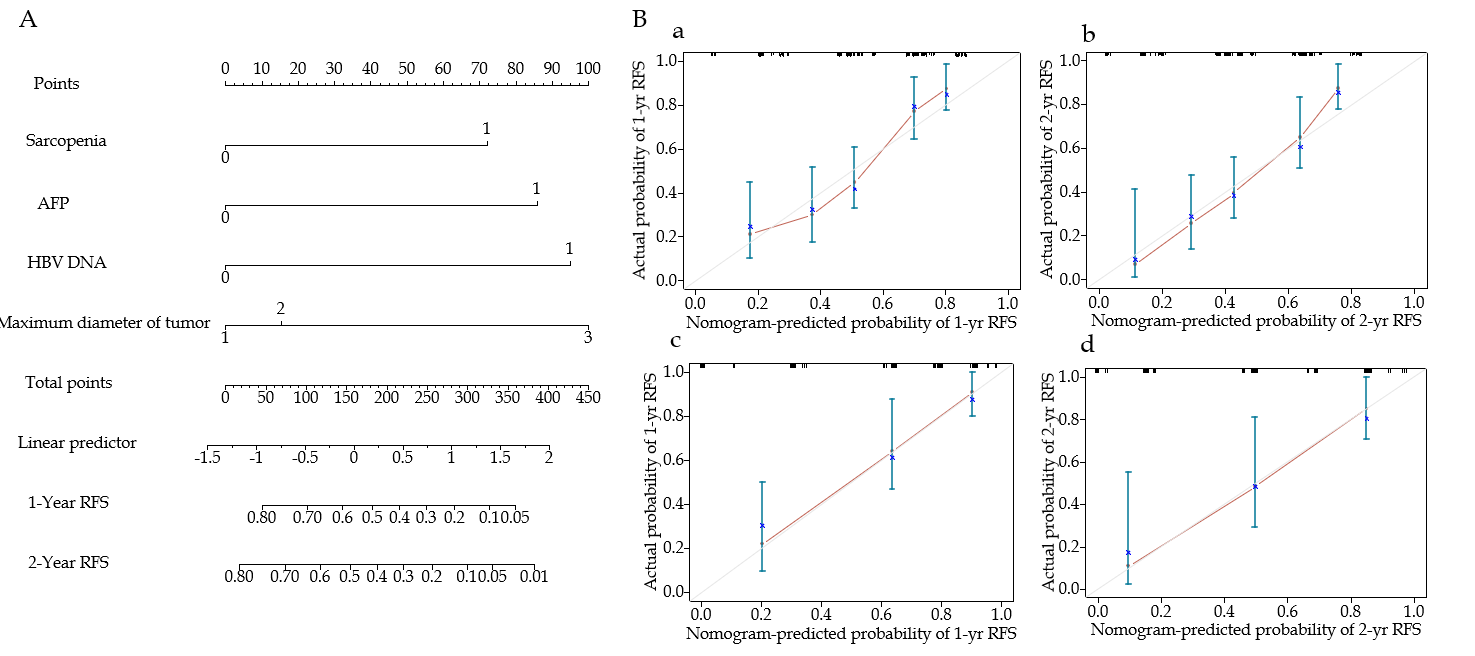 A
Points
0 10 20 30 40 50 60 70 80 90 100
Sarcopenia
0 1
AFP
0 1
HBV DNA
0 1
Maximum diameter of tumor
1 2 3
Total points
0 50 100 150 200 250 300 350 400 450
Linear predictor
-1.5 -1 -0.5 0 0.5 1 1.5 2
1-Year RFS
0.80 0.70 0.6 0.5 0.4 0.3 0.2 0.10.05
2-Year RFS
0.80 0.70 0.6 0.5 0.4 0.3 0.2 0.10.05 0.01
B
a
Actual probability of 1-yr RFS
1.0
0.8
0.6
0.4
0.2
0.0
0.0 0.2 0.4 0.6 0.8 1.0
Nomogram-predicted probability of 1-yr RFS
b
Actual probability of 2-yr RFS
1.0
0.8
0.6
0.4
0.2
0.0
0.0 0.2 0.4 0.6 0.8 1.0
Nomogram-predicted probability of 2-yr RFS
c
Actual probability of 1-yr RFS
1.0
0.8
0.6
0.4
0.2
0.0
0.0 0.2 0.4 0.6 0.8 1.0
Nomogram-predicted probability of 1-yr RFS
d
Actual probability of 2-yr RFS
1.0
0.8
0.6
0.4
0.2
0.0
0.0 0.2 0.4 0.6 0.8 1.0
Nomogram-predicted probability of 2-yr RFS